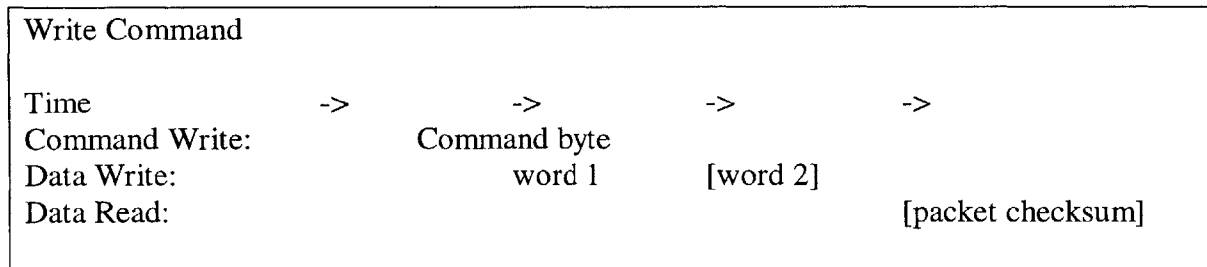 Write Command
Time -> -> -> ->
Command Write: Command byte
Data Write: word 1 [word 2]
Data Read: [packet checksum]